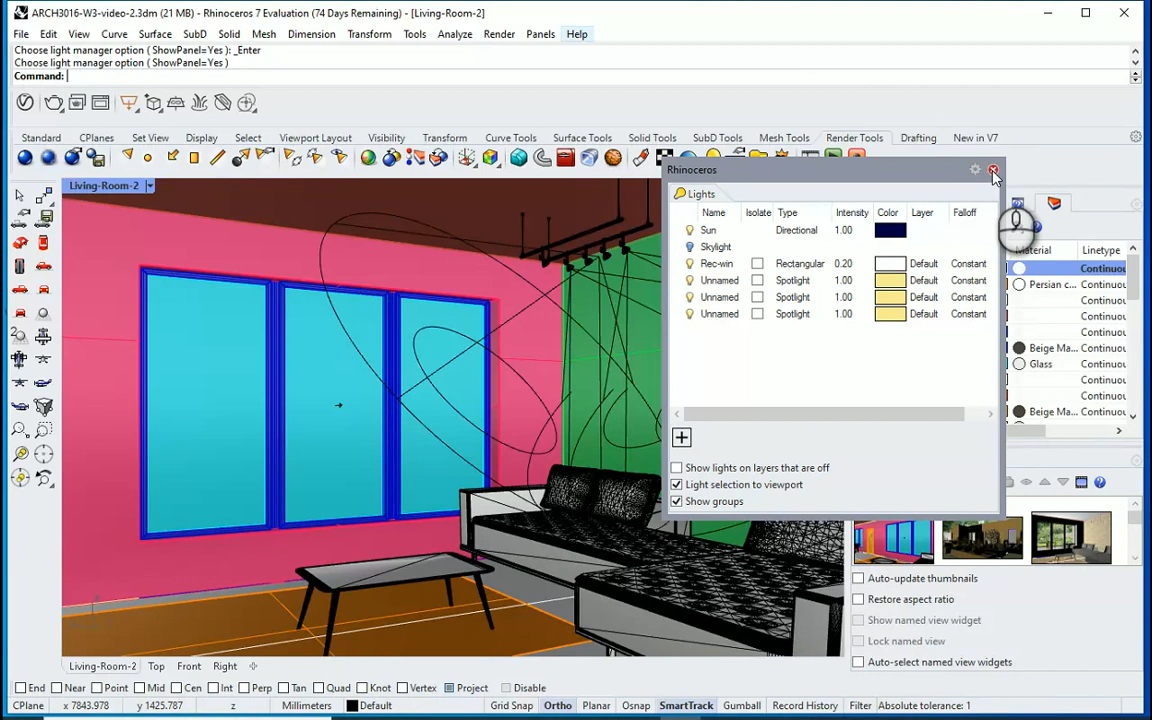 ARCH3016-W3-video-2.3dm (21 MB) - Rhinoceros 7 Evaluation (74 Days Remaining) - [Living-Room-2]
File Edit View Curve Surface SubD Solid Mesh Dimension Transform Tools Analyze Render Panels Help
Choose light manager option ( ShowPanel=Yes ): _Enter
Choose light manager option ( ShowPanel=Yes )
Command:
Standard CPlanes Set View Display Select Viewport Layout Visibility Transform Curve Tools Surface Tools Solid Tools SubD Tools Mesh Tools Render Tools Drafting New in V7
Living-Room-2
Rhinoceros
Lights
Name Isolate Type Intensity Color Layer Falloff
Sun Directional 1.00
Skylight
Rec-win Rectangular 0.20 Default Constant
Unnamed Spotlight 1.00 Default Constant
Unnamed Spotlight 1.00 Default Constant
Unnamed Spotlight 1.00 Default Constant
Show lights on layers that are off
Light selection to viewport
Show groups
Material Linetype
Continuou
Persian c... Continuou
Continuou
Continuou
Continuou
Beige Ma... Continuou
Glass Continuou
Continuou
Continuou
Beige Ma... Continuou
Auto-update thumbnails
Restore aspect ratio
Show named view widget
Lock named view
Auto-select named view widgets
Living-Room-2 Top Front Right
End Near Point Mid Cen Int Perp Tan Quad Knot Vertex Project Disable
CPlane x 7843.978 y 1425.787 z Millimeters Default Grid Snap Ortho Planar Osnap SmartTrack Gumball Record History Filter Absolute tolerance: 1